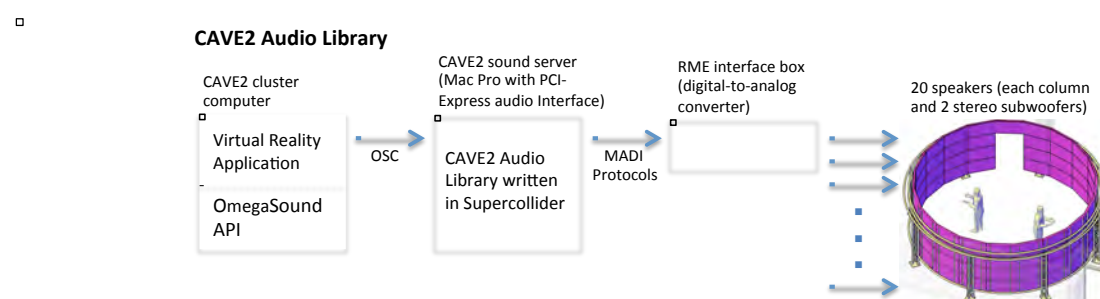 CAVE2 Audio Library
CAVE2 cluster
computer
Virtual Reality
Application
OmegaSound
API
OSC
CAVE2 sound server
(Mac Pro with PCI-
Express audio Interface)
CAVE2 Audio
Library written
in Supercollider
MADI
Protocols
RME interface box
(digital-to-analog
converter)
20 speakers (each column
and 2 stereo subwoofers)